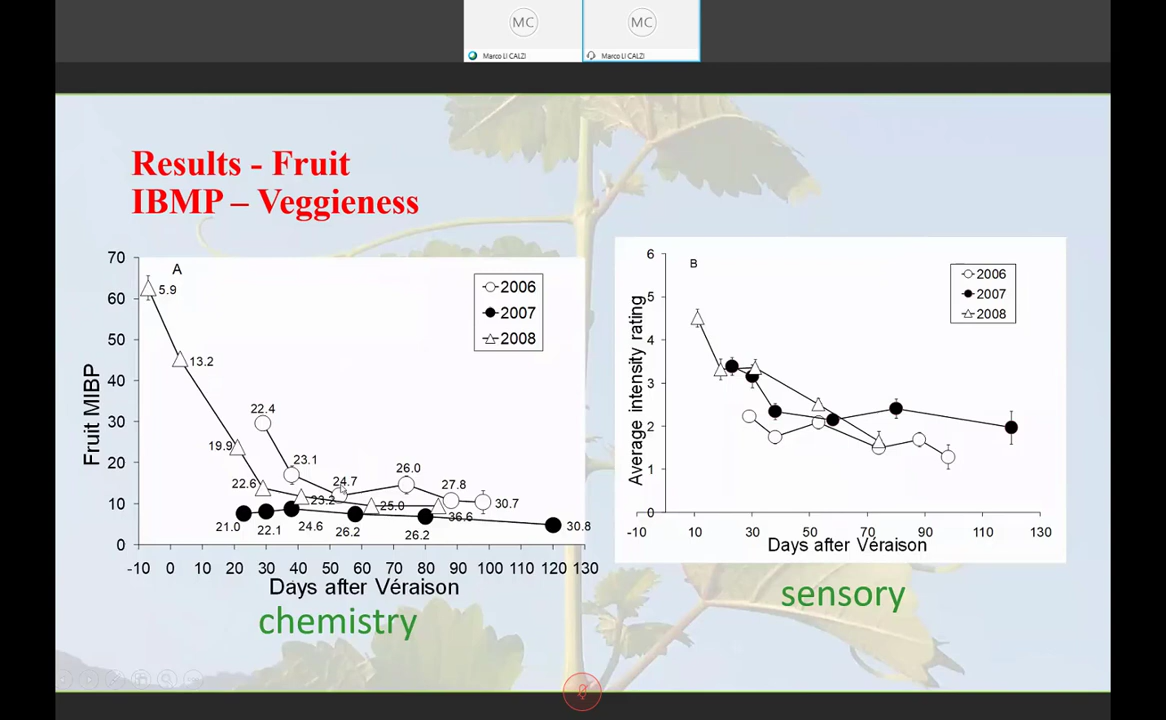 MC
MC
Marco LI CALZI
Marco LI CALZI
Results - Fruit
IBMP – Veggieness
A
70
60
50
40
30
20
10
0
Fruit MIBP
5.9
13.2
19.9
22.6
23.2
25.0
36.6
22.4
23.1
24.7
26.0
27.8
30.7
21.0
22.1
24.6
26.2
26.2
30.8
2006
2007
2008
-10 0 10 20 30 40 50 60 70 80 90 100 110 120 130
Days after Véraison
chemistry
B
6
5
4
3
2
1
0
Average intensity rating
2006
2007
2008
-10 10 30 50 70 90 110 130
Days after Véraison
sensory